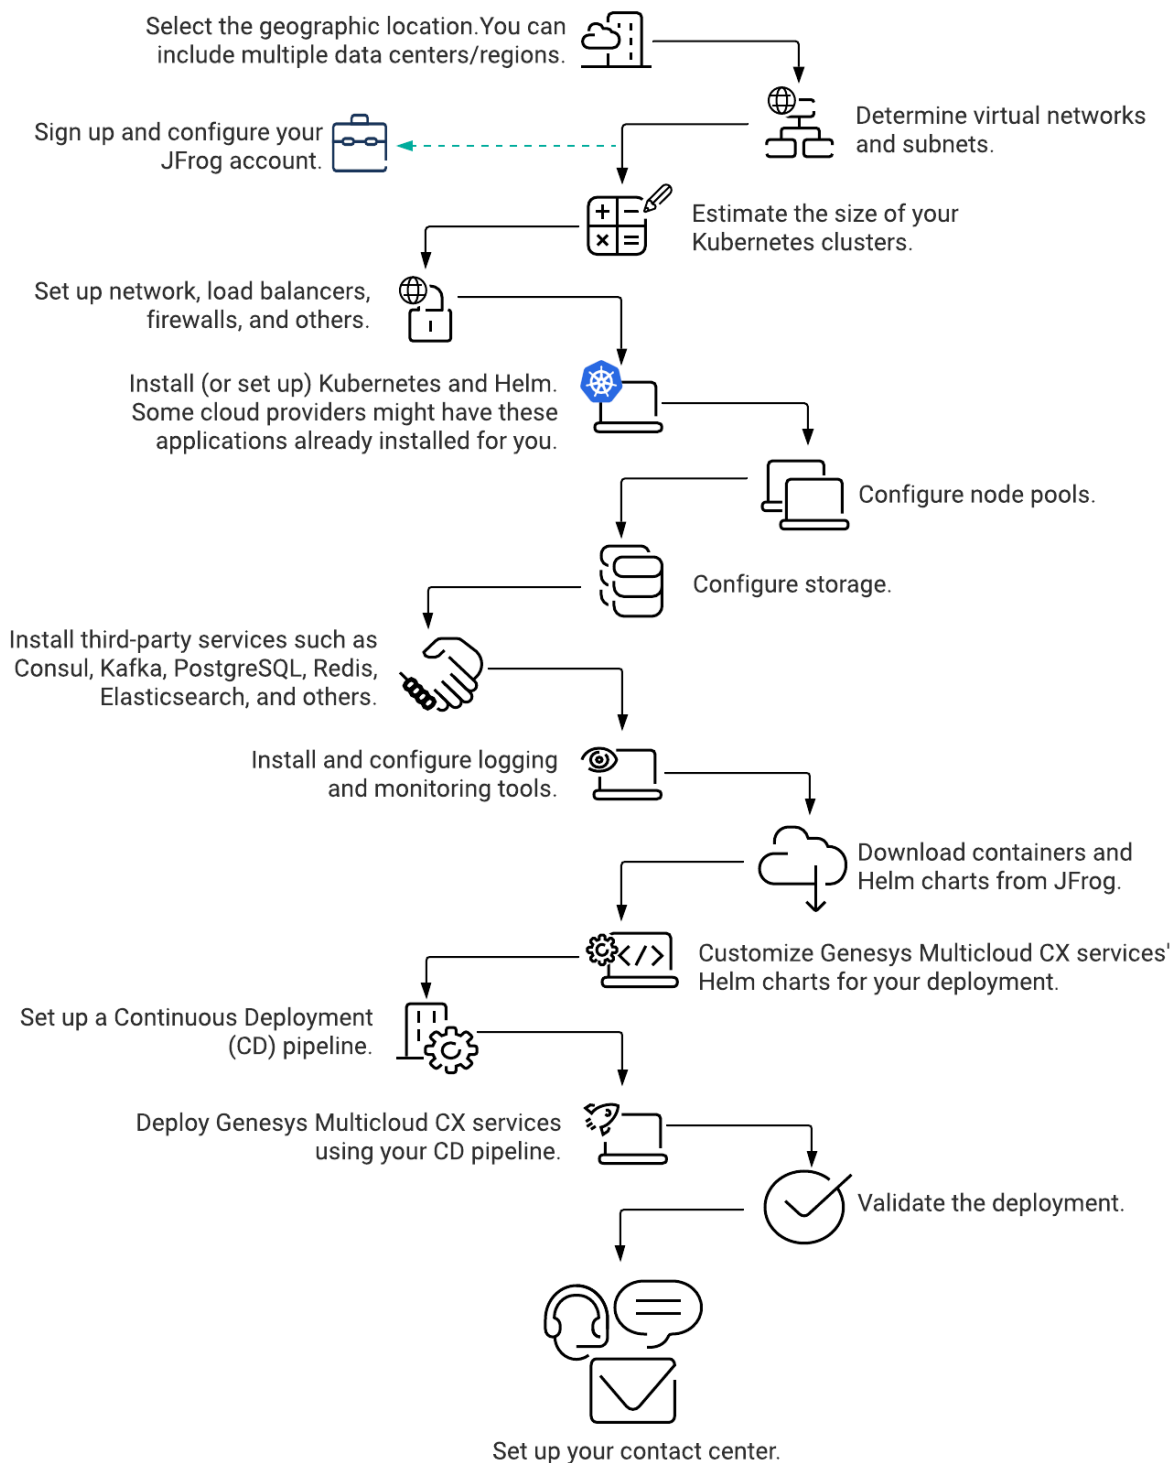 Select the geographic location.You can
include multiple data centers/regions.
Determine virtual networks
and subnets.
Sign up and configure your
JFrog account.
Estimate the size of your
Kubernetes clusters.
Set up network, load balancers,
firewalls, and others.
Install (or set up) Kubernetes and Helm.
Some cloud providers might have these
applications already installed for you.
Configure node pools.
Configure storage.
Install third-party services such as
Consul, Kafka, PostgreSQL, Redis,
Elasticsearch, and others.
Install and configure logging
and monitoring tools.
Download containers and
Helm charts from JFrog.
Customize Genesys Multicloud CX services'
Helm charts for your deployment.
Set up a Continuous Deployment
(CD) pipeline.
Deploy Genesys Multicloud CX services
using your CD pipeline.
Validate the deployment.
Set up your contact center.